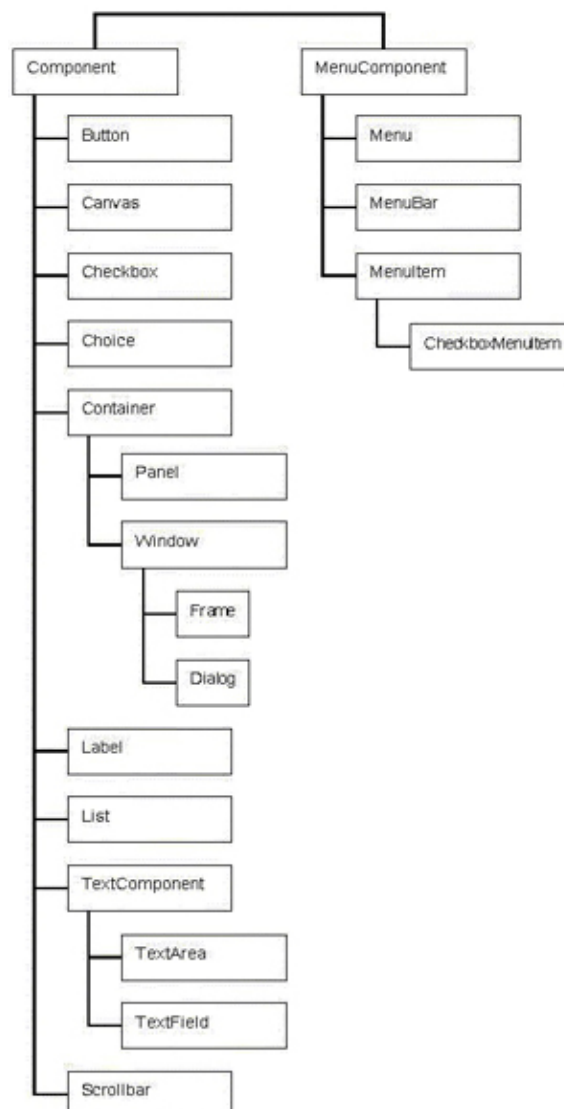 Component
MenuComponent
Button
Menu
Canvas
MenuBar
Checkbox
MenuItem
Choice
CheckboxMenuItem
Container
Panel
Window
Frame
Dialog
Label
List
TextComponent
TextArea
TextField
Scrollbar